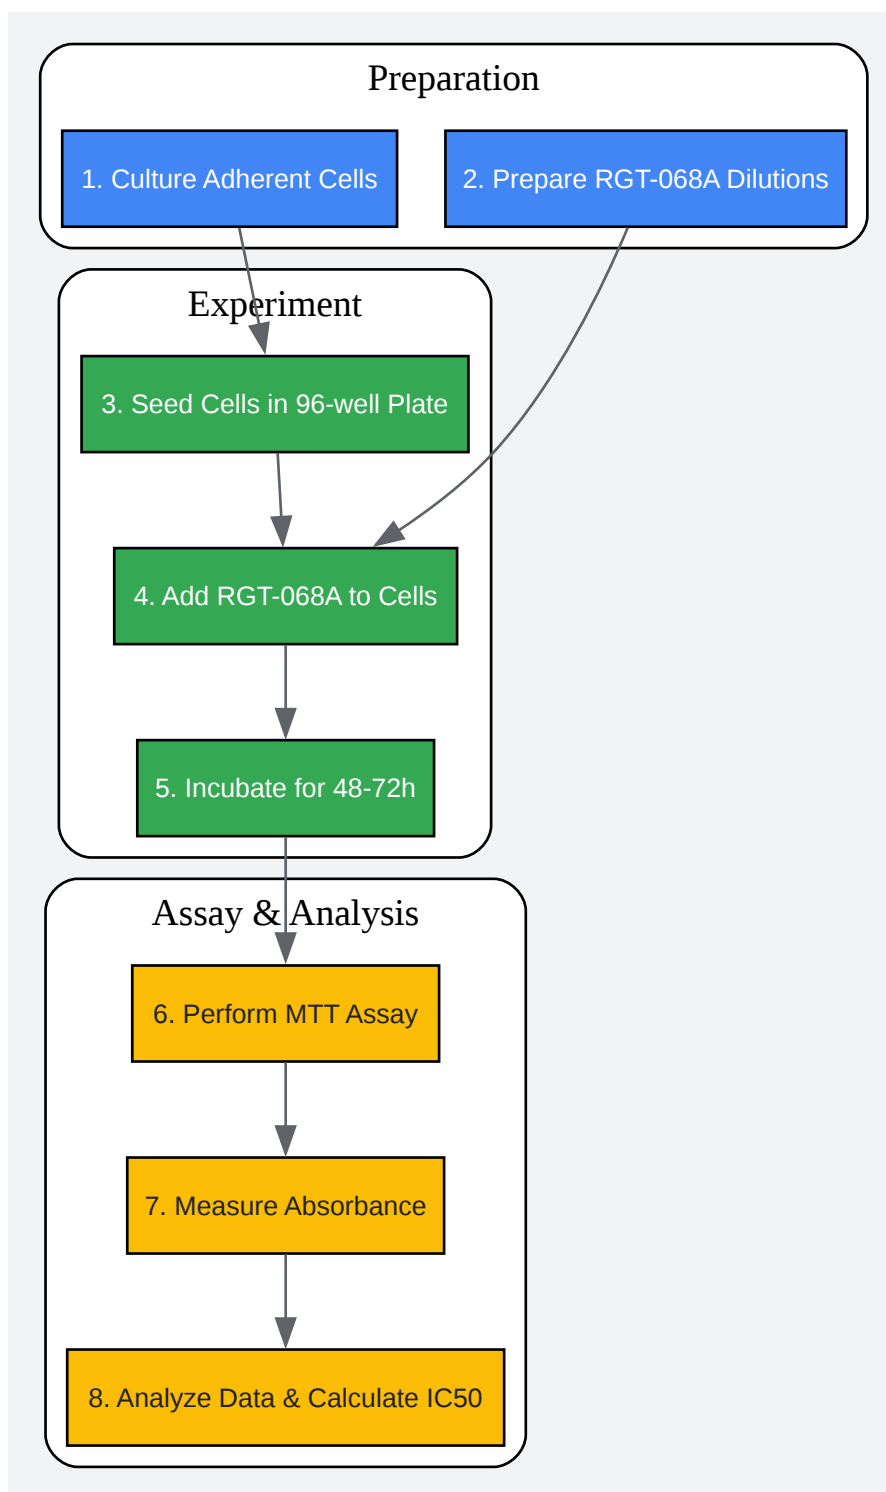 Preparation
1. Culture Adherent Cells
2. Prepare RGT-068A Dilutions
Experiment
3. Seed Cells in 96-well Plate
4. Add RGT-068A to Cells
5. Incubate for 48-72h
Assay & Analysis
6. Perform MTT Assay
7. Measure Absorbance
8. Analyze Data & Calculate IC50